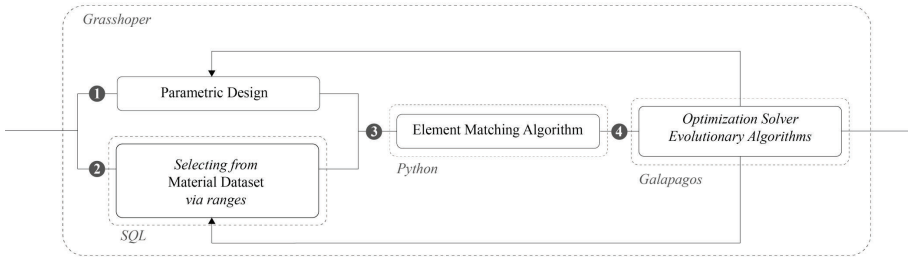 Grasshoper
1
Parametric Design
2
Selecting from
Material Dataset
via ranges
SQL
3
Element Matching Algorithm
Python
4
Optimization Solver
Evolutionary Algorithms
Galapagos